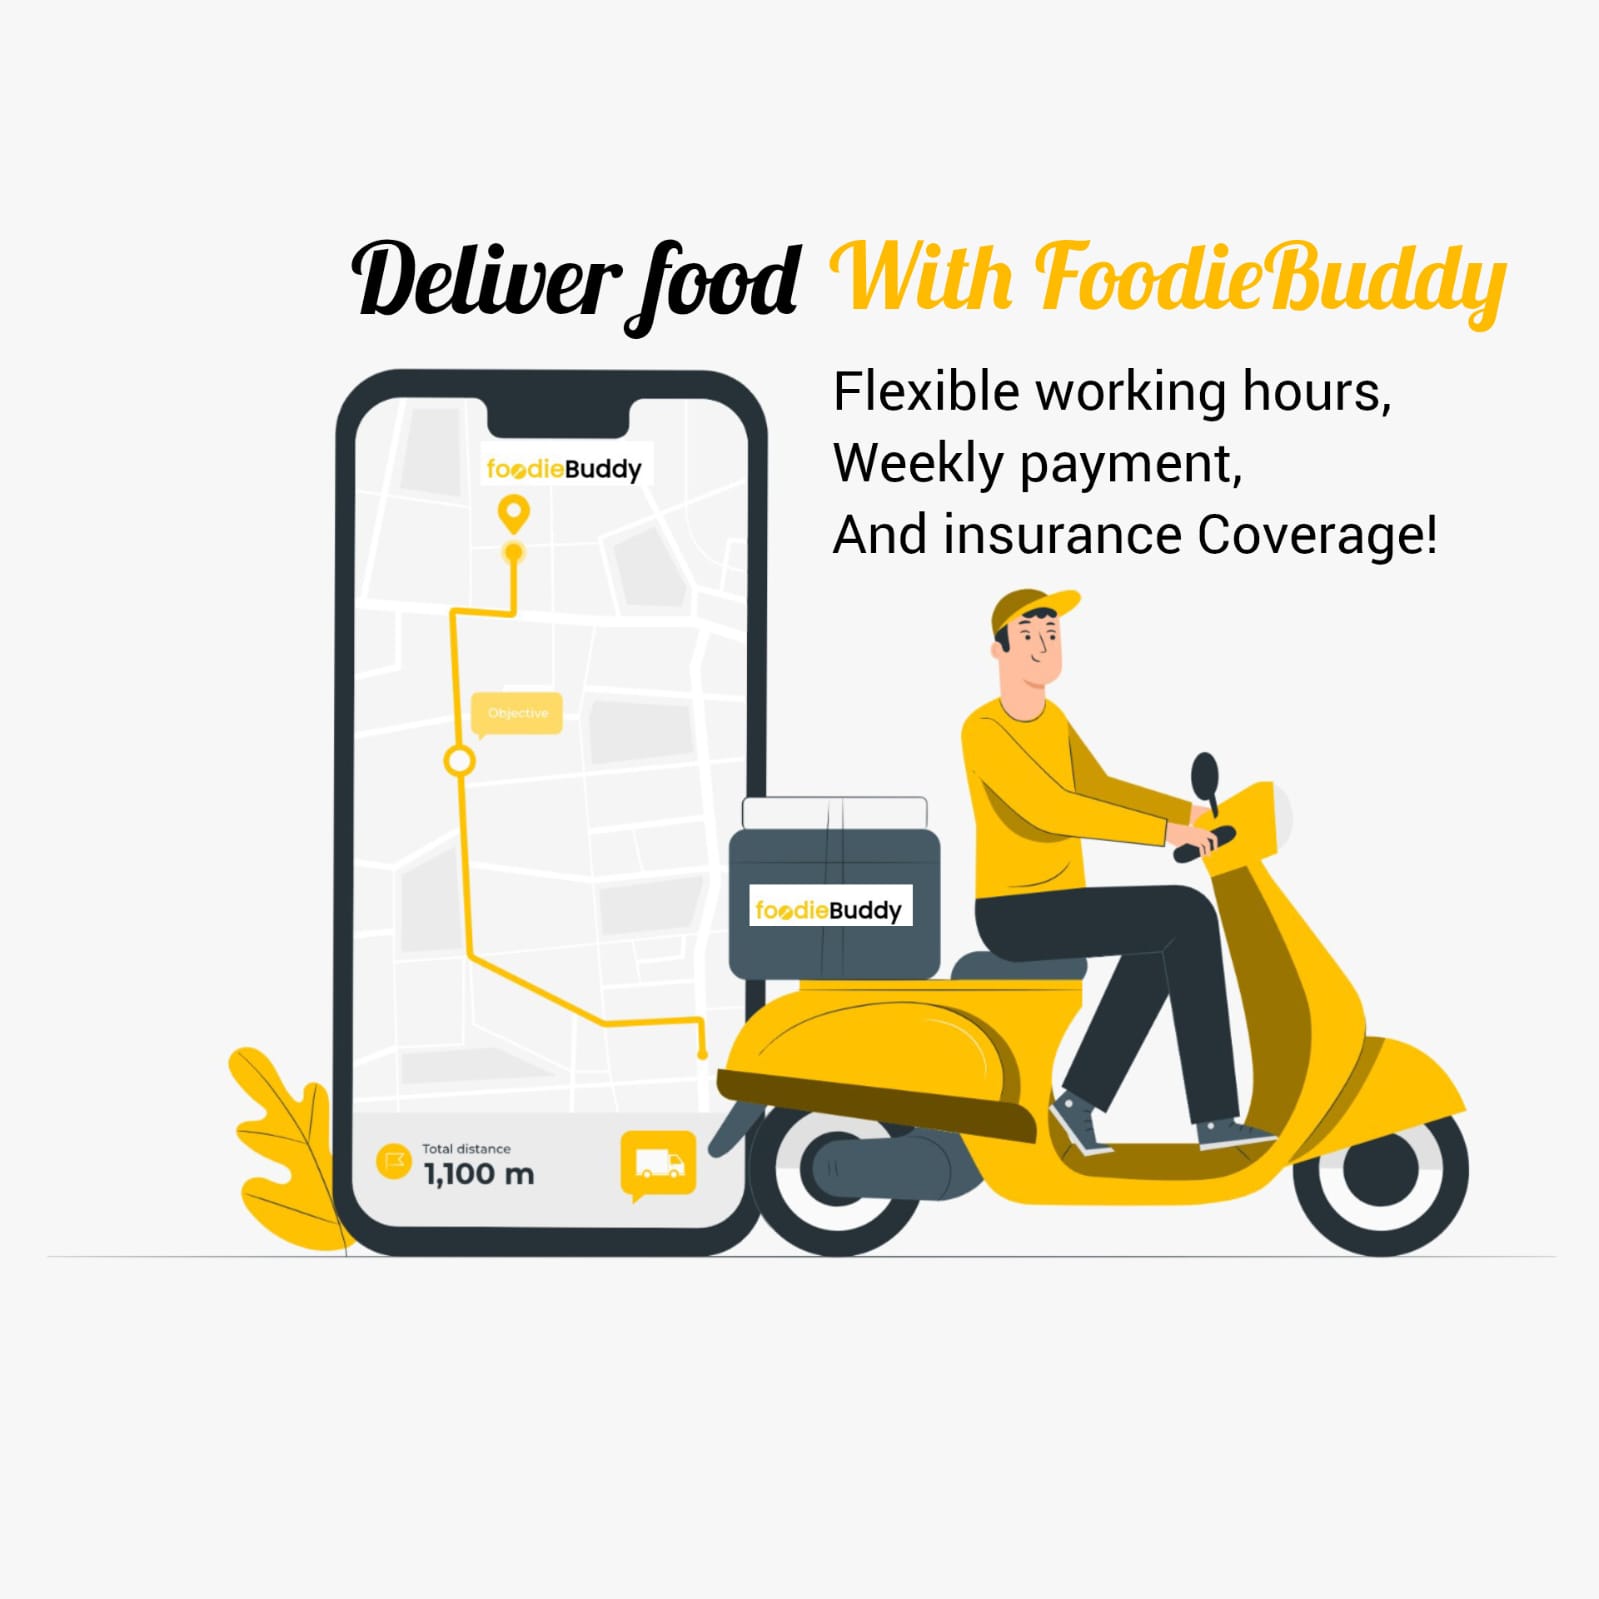 Deliver food With FoodieBuddy
Flexible working hours,
Weekly payment,
And insurance Coverage!
foodieBuddy
Objective
foodieBuddy
Total distance
1,100 m